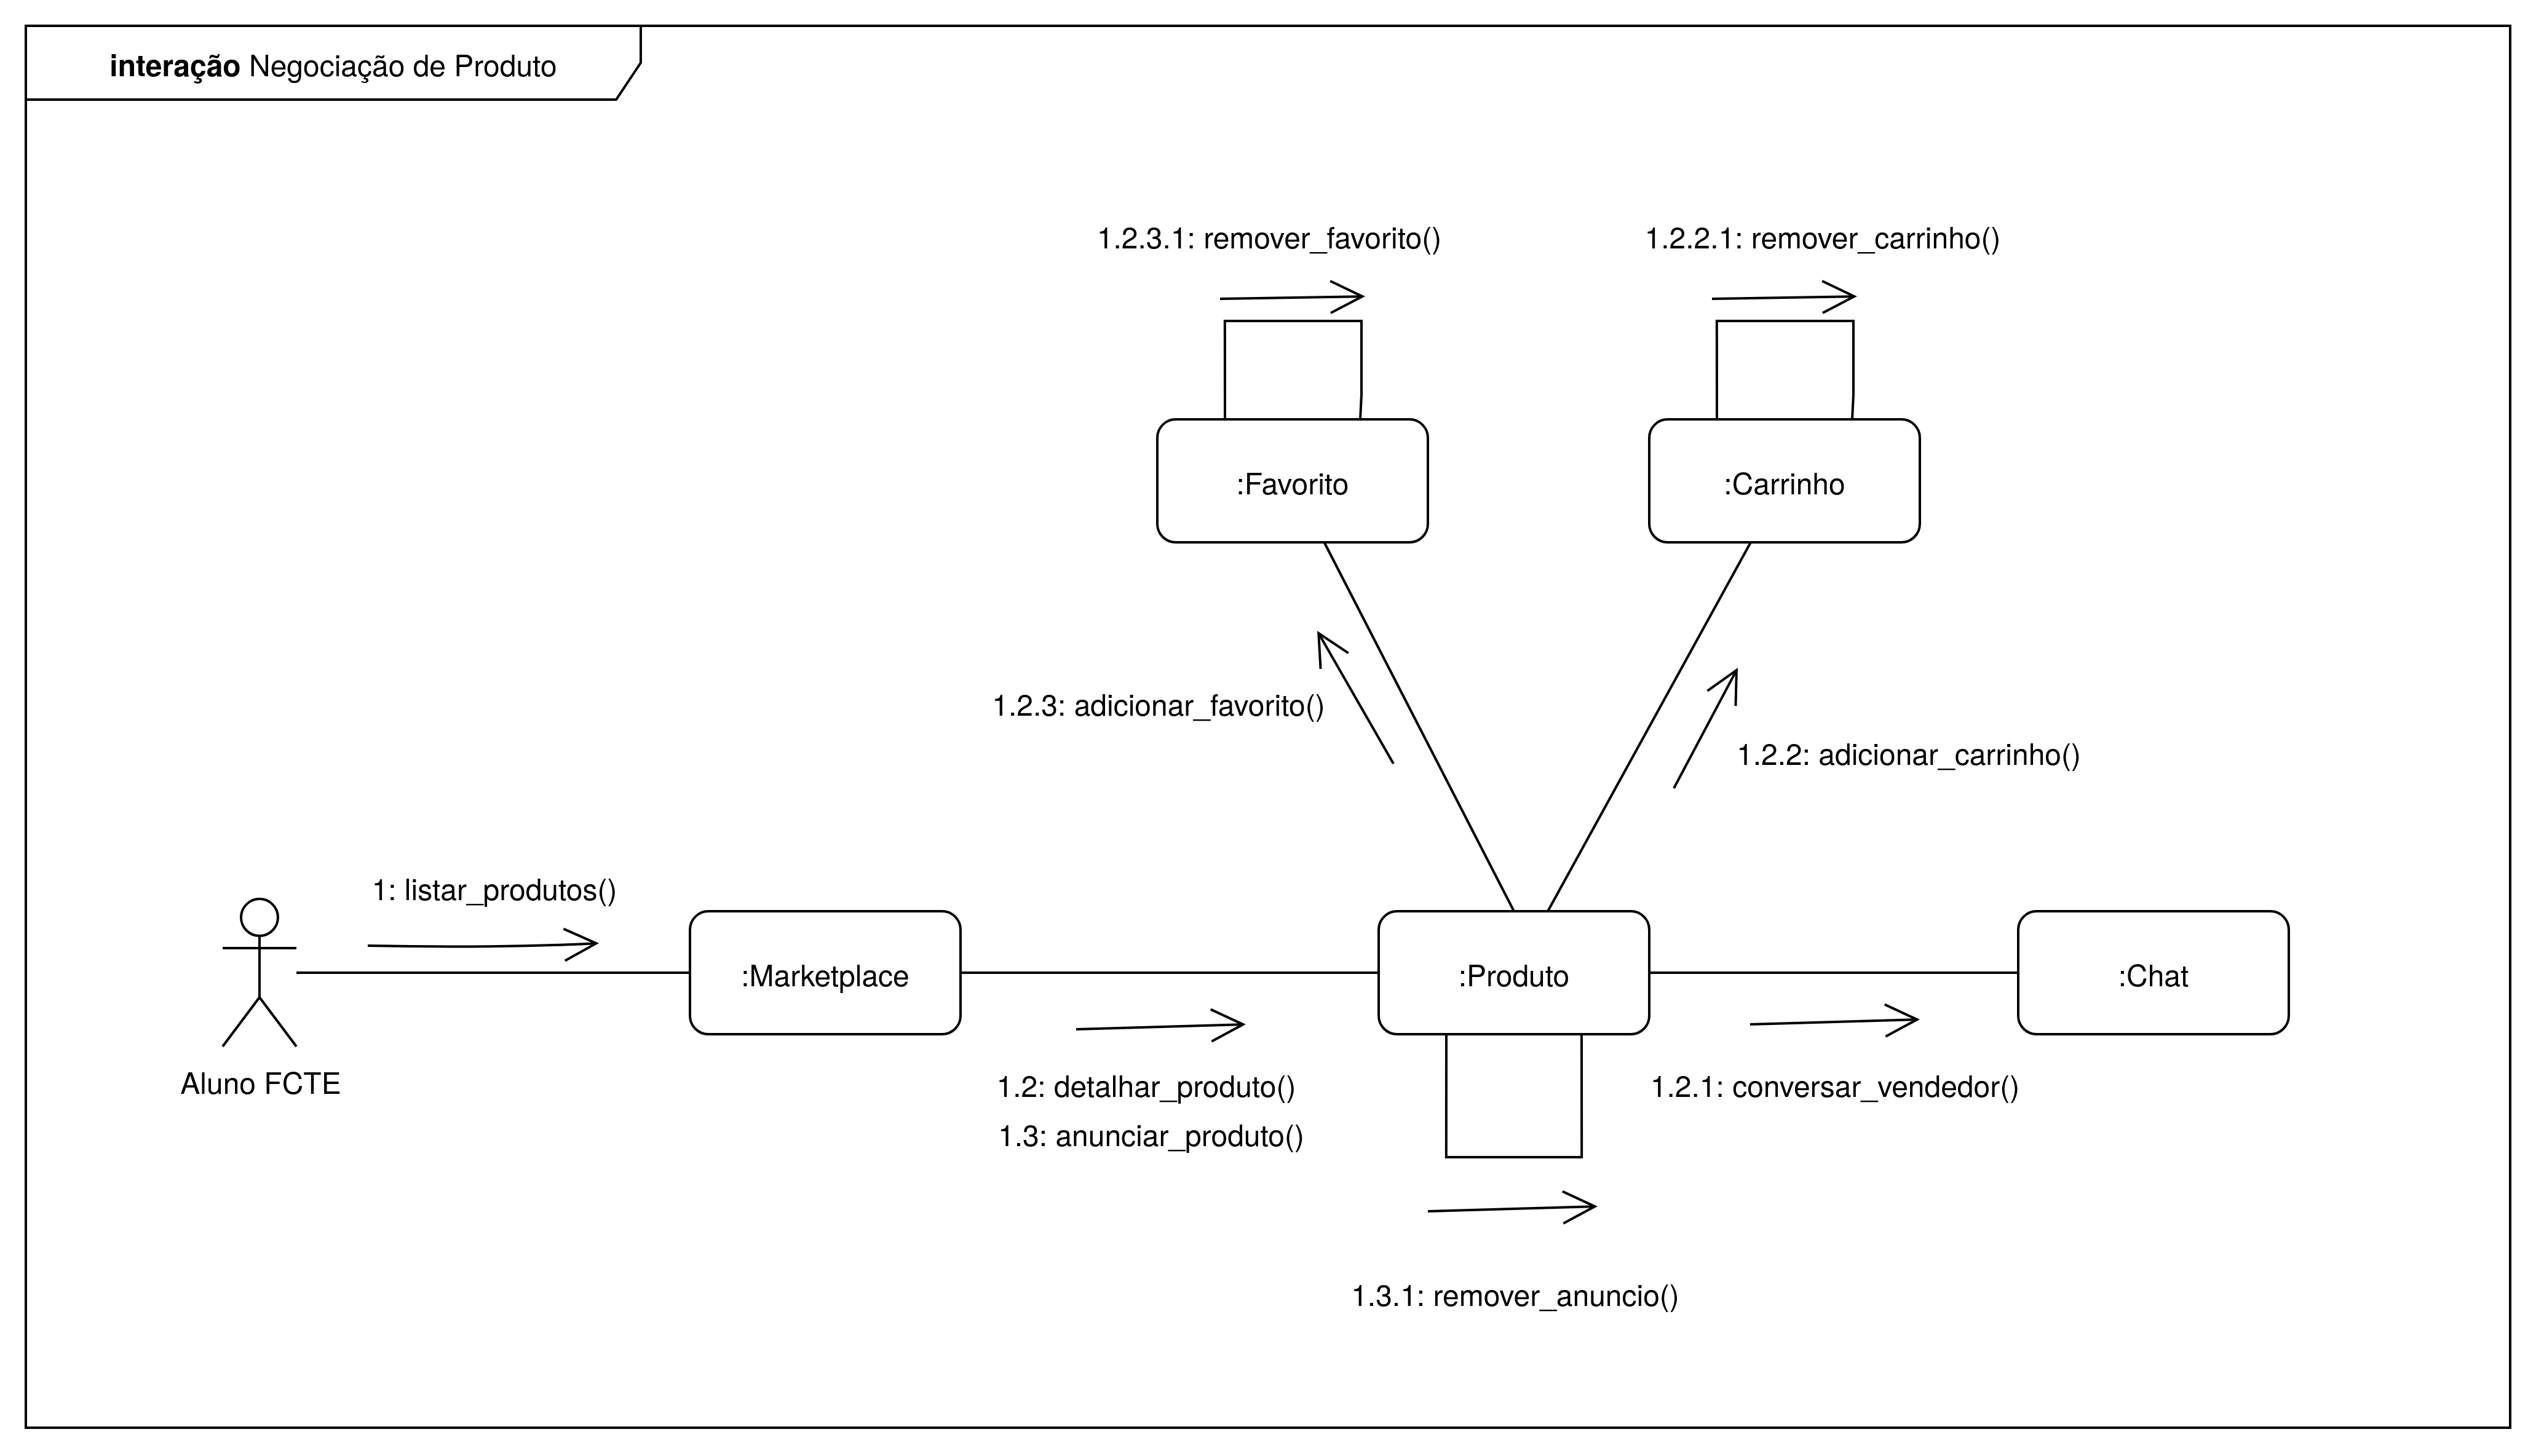 interação Negociação de Produto
1.2.3.1: remover_favorito()
1.2.2.1: remover_carrinho()
:Favorito
:Carrinho
1.2.3: adicionar_favorito()
1.2.2: adicionar_carrinho()
1: listar_produtos()
:Marketplace
:Produto
:Chat
Aluno FCTE
1.2: detalhar_produto()
1.3: anunciar_produto()
1.2.1: conversar_vendedor()
1.3.1: remover_anuncio()